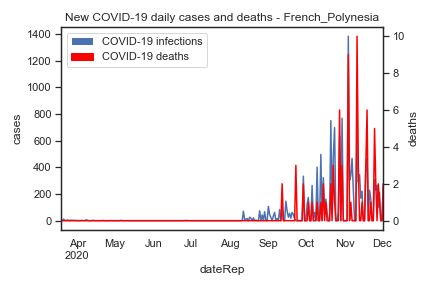 New COVID-19 daily cases and deaths - French_Polynesia
COVID-19 infections
COVID-19 deaths
1400
1200
1000
800
600
400
200
0
cases
10
8
6
4
2
0
deaths
Apr May Jun Jul Aug Sep Oct Nov Dec
2020
dateRep